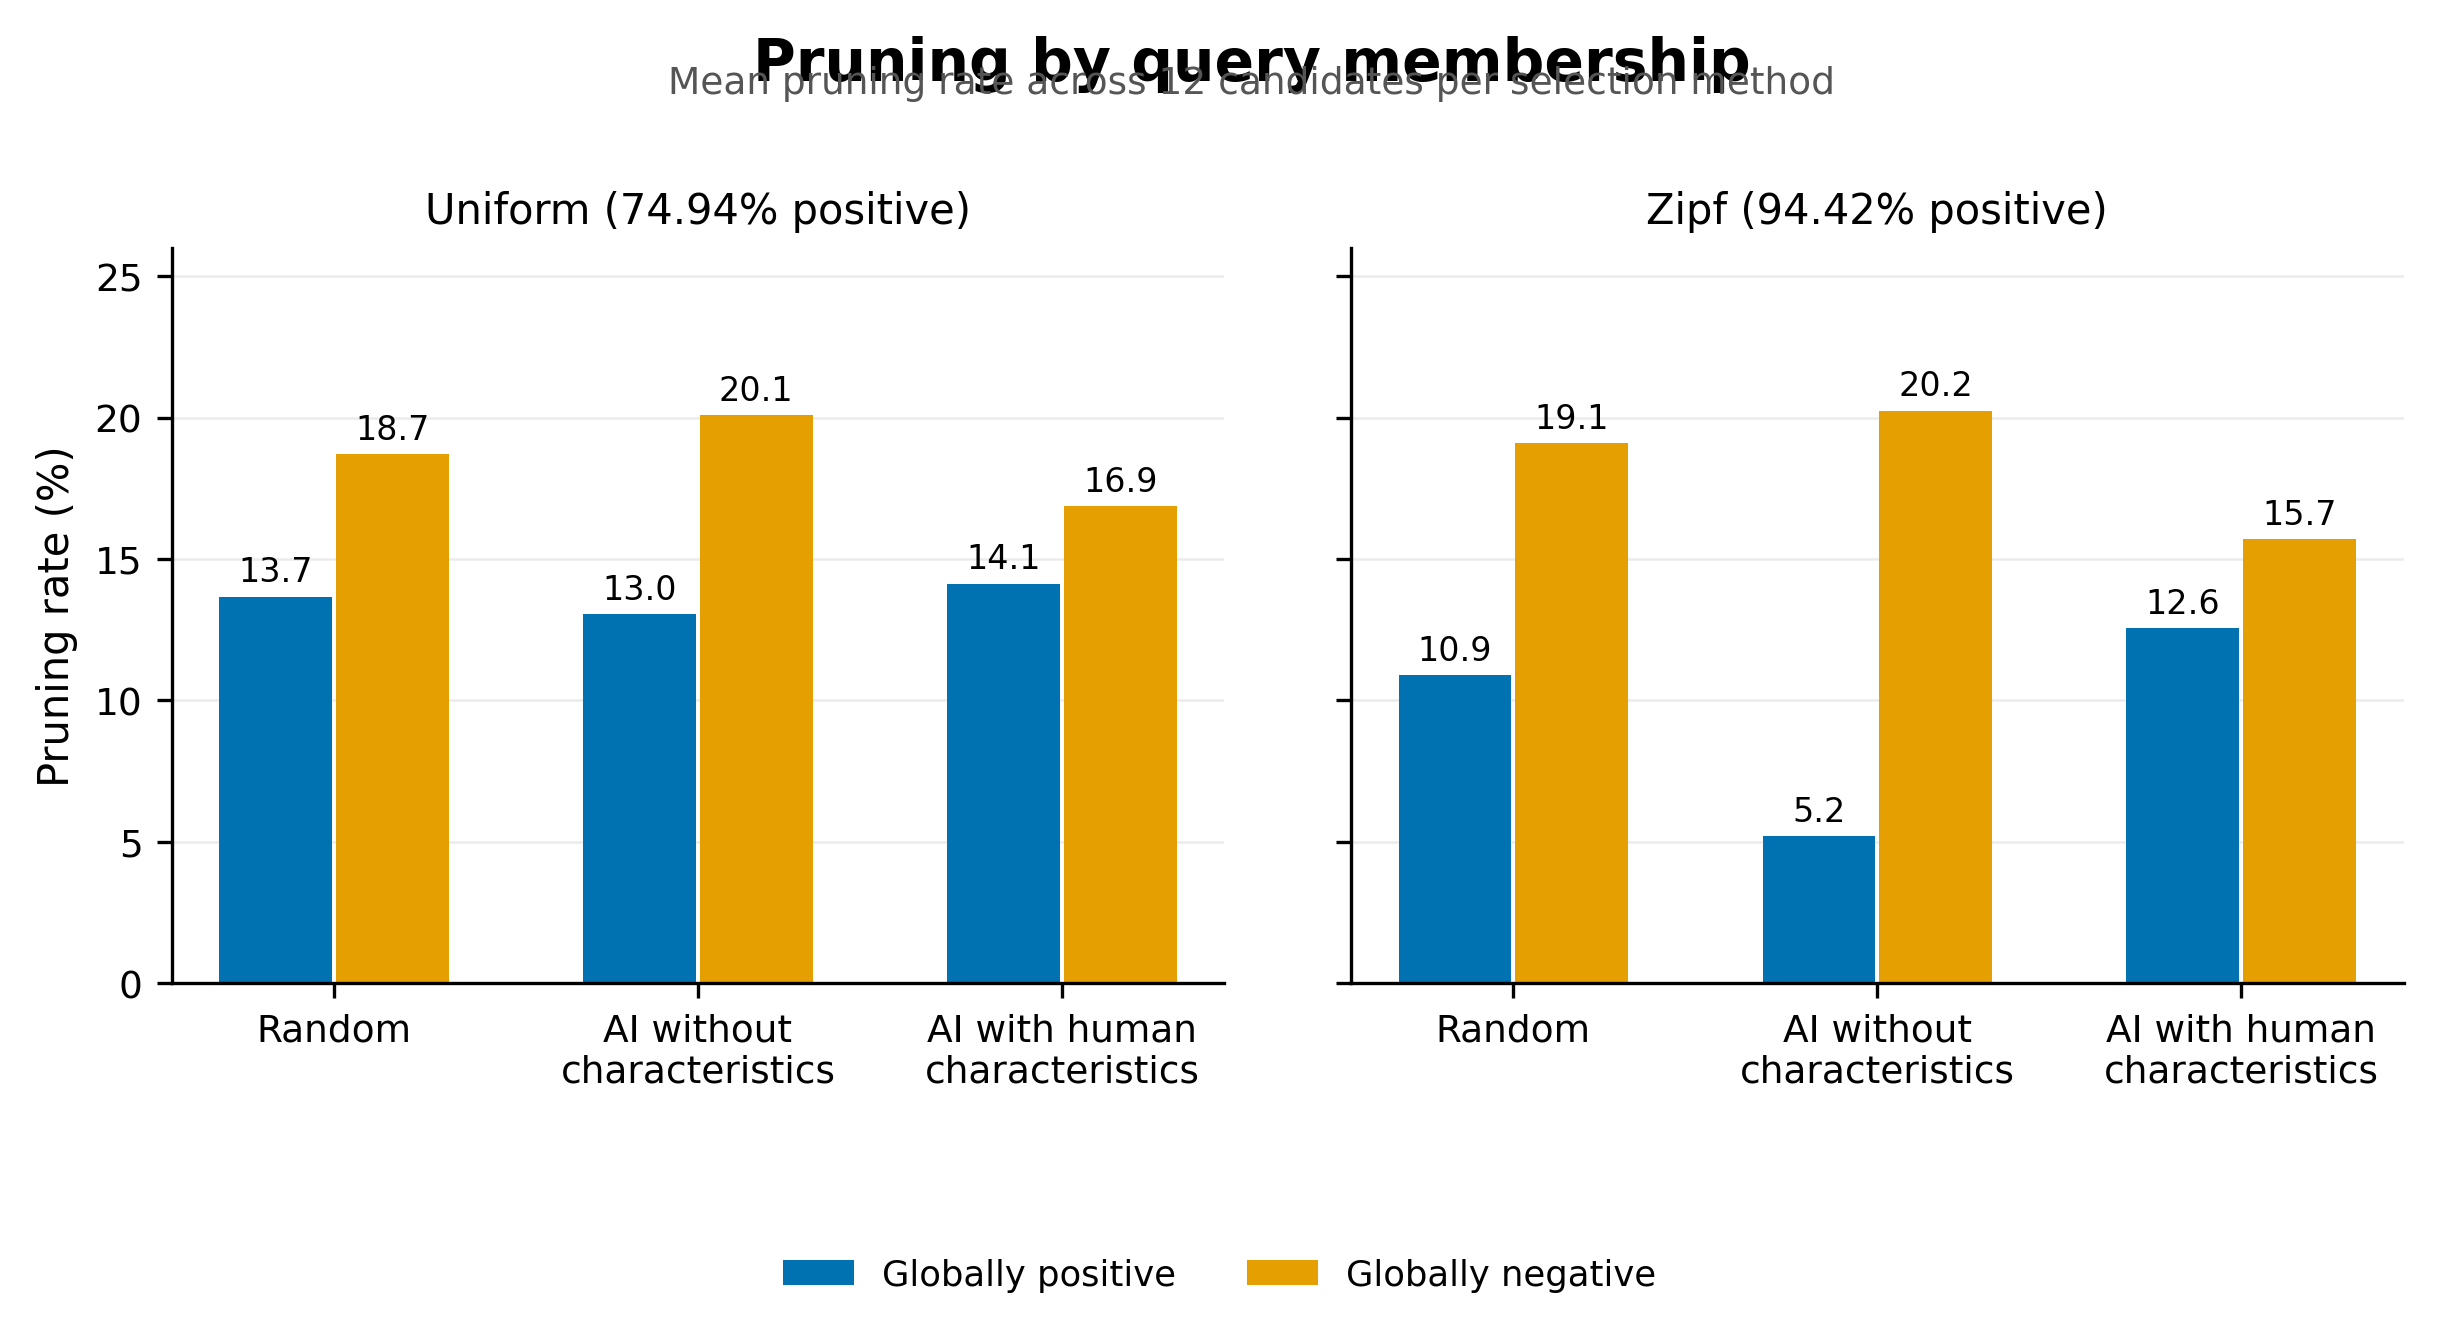 Pruning by query membership
Mean pruning rate across 12 candidates per selection method
Uniform (74.94% positive)
Zipf (94.42% positive)
Pruning rate (%)
25
20
15
10
5
0
13.7
18.7
13.0
20.1
14.1
16.9
10.9
19.1
5.2
20.2
12.6
15.7
Random
AI without
characteristics
AI with human
characteristics
Random
AI without
characteristics
AI with human
characteristics
Globally positive
Globally negative